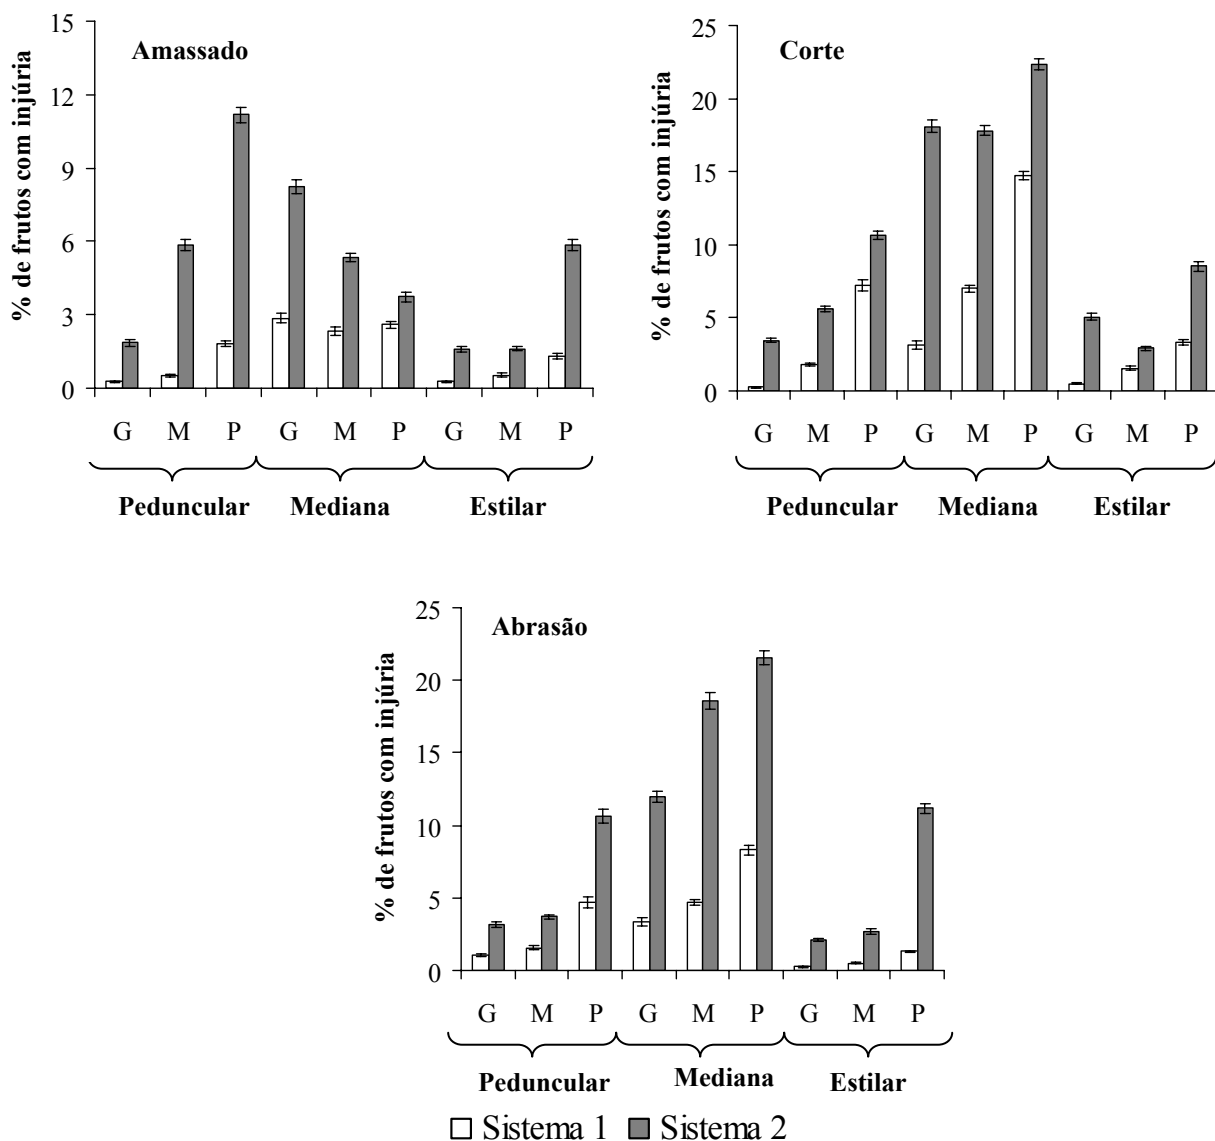 Amassado
% de frutos com injúria
15
12
9
6
3
0
G M P G M P G M P
Peduncular Mediana Estilar
Corte
% de frutos com injúria
25
20
15
10
5
0
G M P G M P G M P
Peduncular Mediana Estilar
Abrasão
% de frutos com injúria
25
20
15
10
5
0
G M P G M P G M P
Peduncular Mediana Estilar
Sistema 1 Sistema 2